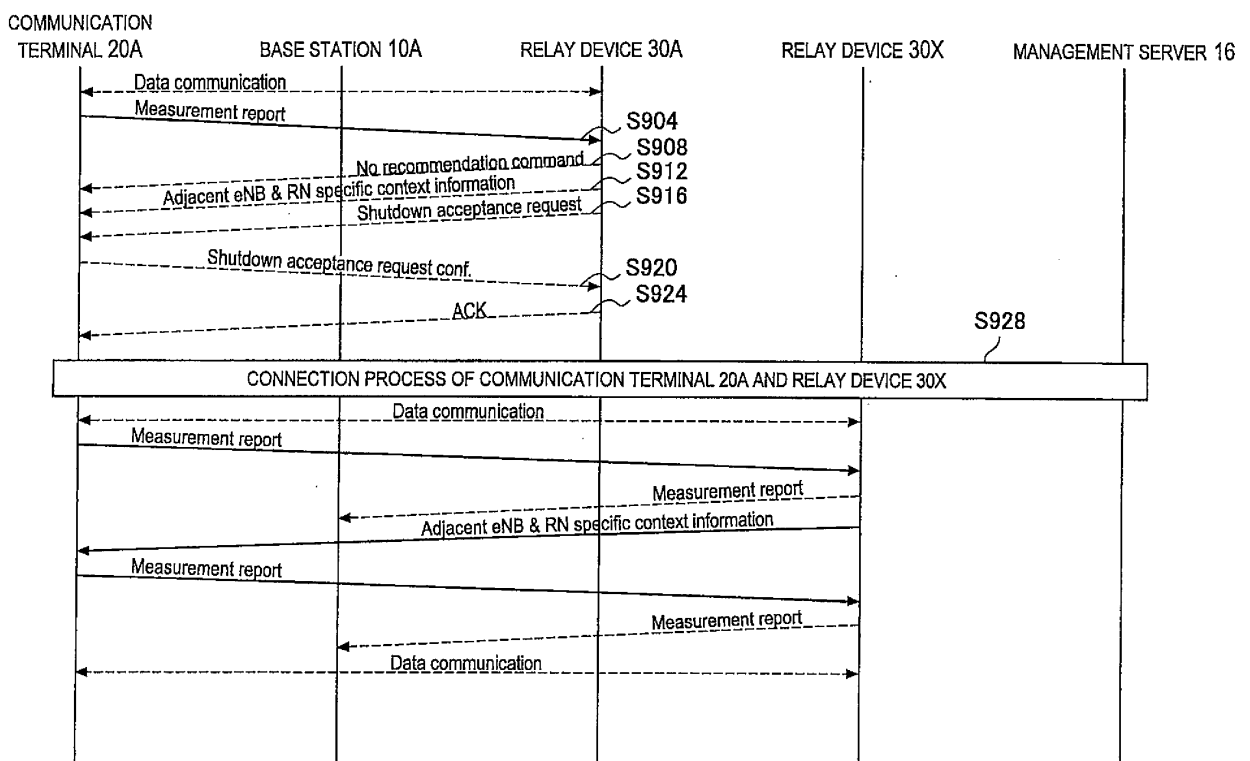 COMMUNICATION
TERMINAL 20A BASE STATION 10A RELAY DEVICE 30A RELAY DEVICE 30X MANAGEMENT SERVER 16
Data communication
Measurement report
S904
S908
No recommendation command
S912
Adjacent eNB & RN specific context information
S916
Shutdown acceptance request
Shutdown acceptance request conf.
S920
S924
ACK
S928
CONNECTION PROCESS OF COMMUNICATION TERMINAL 20A AND RELAY DEVICE 30X
Data communication
Measurement report
Measurement report
Adjacent eNB & RN specific context information
Measurement report
Measurement report
Data communication